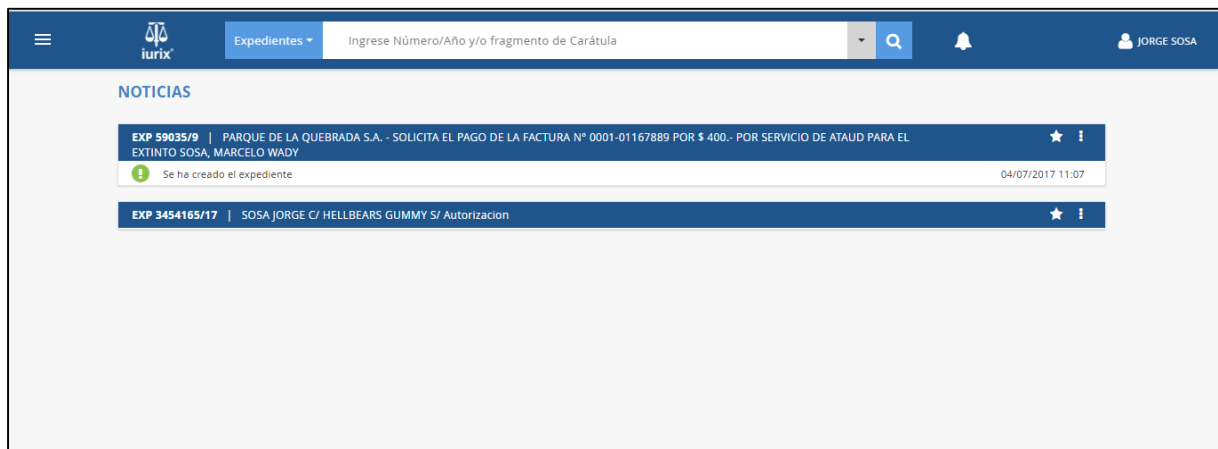 iurix
Expedientes
Ingrese Número/Año y/o fragmento de Carátula
JORGE SOSA
NOTICIAS
EXP 59035/9 | PARQUE DE LA QUEBRADA S.A. - SOLICITA EL PAGO DE LA FACTURA Nº 0001-01167889 POR $ 400.- POR SERVICIO DE ATAUD PARA EL
EXTINTO SOSA, MARCELO WADY
Se ha creado el expediente 04/07/2017 11:07
EXP 3454165/17 | SOSA JORGE C/ HELLBEARS GUMMY S/ Autorizacion